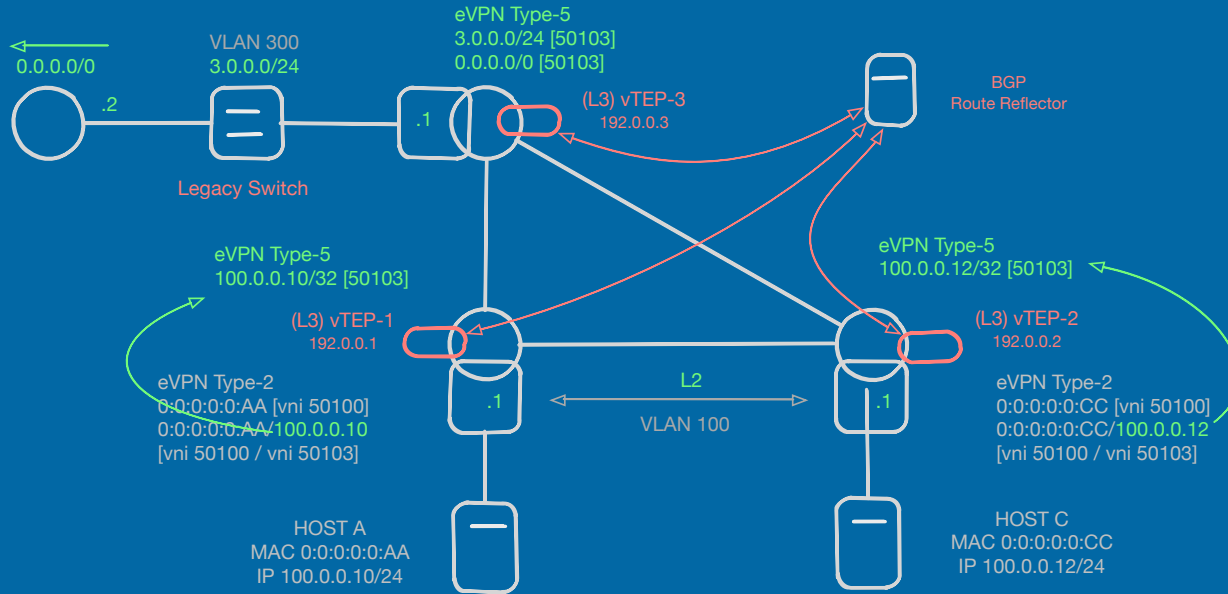 eVPN Type-5
3.0.0.0/24 [50103]
0.0.0.0/0 [50103]
0.0.0.0/0
VLAN 300
3.0.0.0/24
.2
.1
(L3) vTEP-3
192.0.0.3
BGP
Route Reflector
Legacy Switch
eVPN Type-5
100.0.0.10/32 [50103]
eVPN Type-5
100.0.0.12/32 [50103]
(L3) vTEP-1
192.0.0.1
(L3) vTEP-2
192.0.0.2
eVPN Type-2
0:0:0:0:0:AA [vni 50100]
0:0:0:0:0:AA/100.0.0.10
[vni 50100 / vni 50103]
.1
L2
VLAN 100
.1
eVPN Type-2
0:0:0:0:0:CC [vni 50100]
0:0:0:0:0:CC/100.0.0.12
[vni 50100 / vni 50103]
HOST A
MAC 0:0:0:0:0:AA
IP 100.0.0.10/24
HOST C
MAC 0:0:0:0:0:CC
IP 100.0.0.12/24